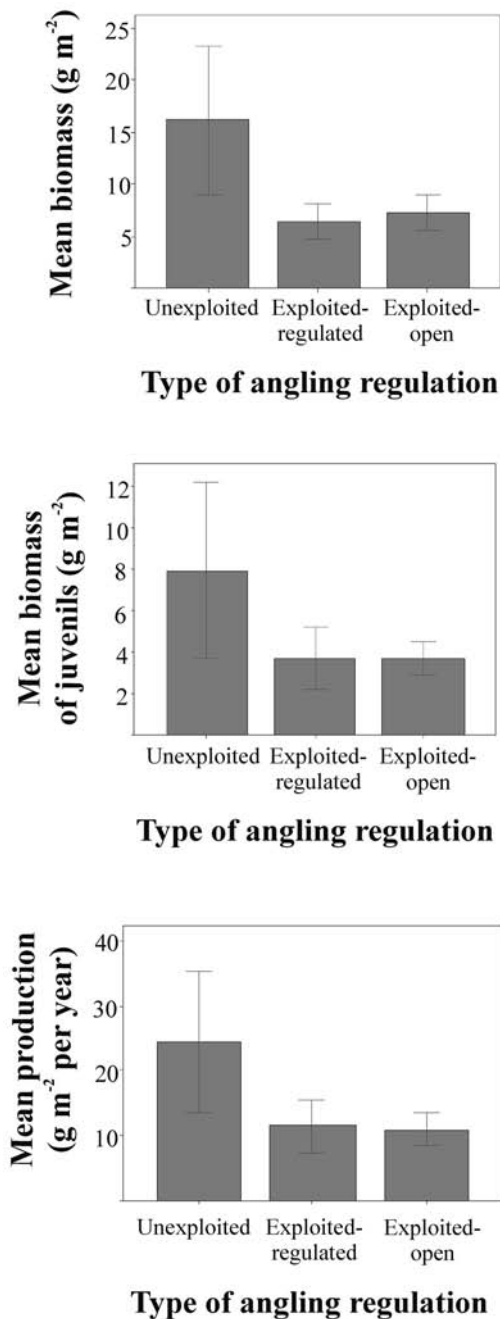 Mean biomass (g m-2)
25
20
15
10
5
Unexploited
Exploited-
regulated
Exploited-
open
Type of angling regulation
Mean biomass
of juvenils (g m-2)
12
10
8
6
4
2
Unexploited
Exploited-
regulated
Exploited-
open
Type of angling regulation
Mean production
(g m-2 per year)
40
30
20
10
Unexploited
Exploited-
regulated
Exploited-
open
Type of angling regulation